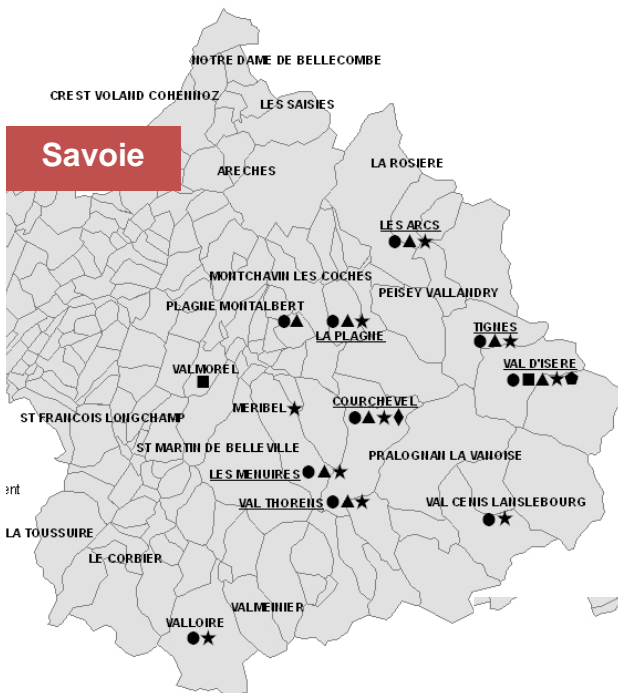 NOTRE DAME DE BELLECOMBE
CREST VOLAND COHENNOZ
LES SAISIES
Savoie
ARECHES
LA ROSIERE
LES ARCS
MONTCHAVIN LES COCHES
PEISEY VALLANDRY
PLAGNE MONTALBERT
LA PLAGNE
TIGNES
VAL D'ISERE
VALMOREL
MERIBEL
COURCHEVEL
ST FRANCOIS LONGCHAMP
ST MARTIN DE BELLEVILLE
PRALOGNAN LA VANOISE
LES MENUIRES
ent
VAL THORENS
VAL CENIS LANSLEBOURG
LA TOUSSUIRE
LE CORBIER
VALMEINIER
VALLOIRE